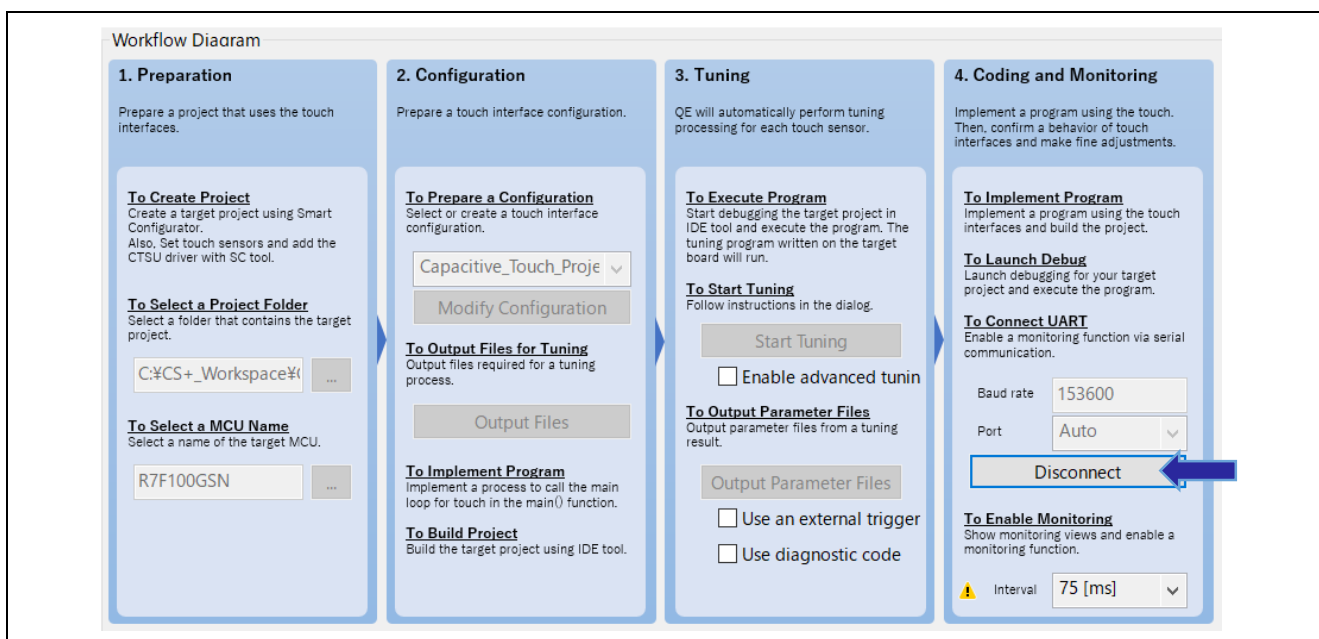 Workflow Diagram
1. Preparation
Prepare a project that uses the touch
interfaces.
To Create Project
Create a target project using Smart
Configurator.
Also, Set touch sensors and add the
CTSU driver with SC tool.
To Select a Project Folder
Select a folder that contains the target
project.
C:¥CS+_Workspace¥(
...
To Select a MCU Name
Select a name of the target MCU.
R7F100GSN
...
2. Configuration
Prepare a touch interface configuration.
To Prepare a Configuration
Select or create a touch interface
configuration.
Capacitive_Touch_Proje
Modify Configuration
To Output Files for Tuning
Output files required for a tuning
process.
Output Files
To Implement Program
Implement a process to call the main
loop for touch in the main() function.
To Build Project
Build the target project using IDE tool.
3. Tuning
QE will automatically perform tuning
processing for each touch sensor.
To Execute Program
Start debugging the target project in
IDE tool and execute the program. The
tuning program written on the target
board will run.
To Start Tuning
Follow instructions in the dialog.
Start Tuning
Enable advanced tunin
To Output Parameter Files
Output parameter files from a tuning
result.
Output Parameter Files
Use an external trigger
Use diagnostic code
4. Coding and Monitoring
Implement a program using the touch.
Then, confirm a behavior of touch
interfaces and make fine adjustments.
To Implement Program
Implement a program using the touch
interfaces and build the project.
To Launch Debug
Launch debugging for your target
project and execute the program.
To Connect UART
Enable a monitoring function via serial
communication.
Baud rate 153600
Port Auto
Disconnect
To Enable Monitoring
Show monitoring views and enable a
monitoring function.
Interval 75 [ms]